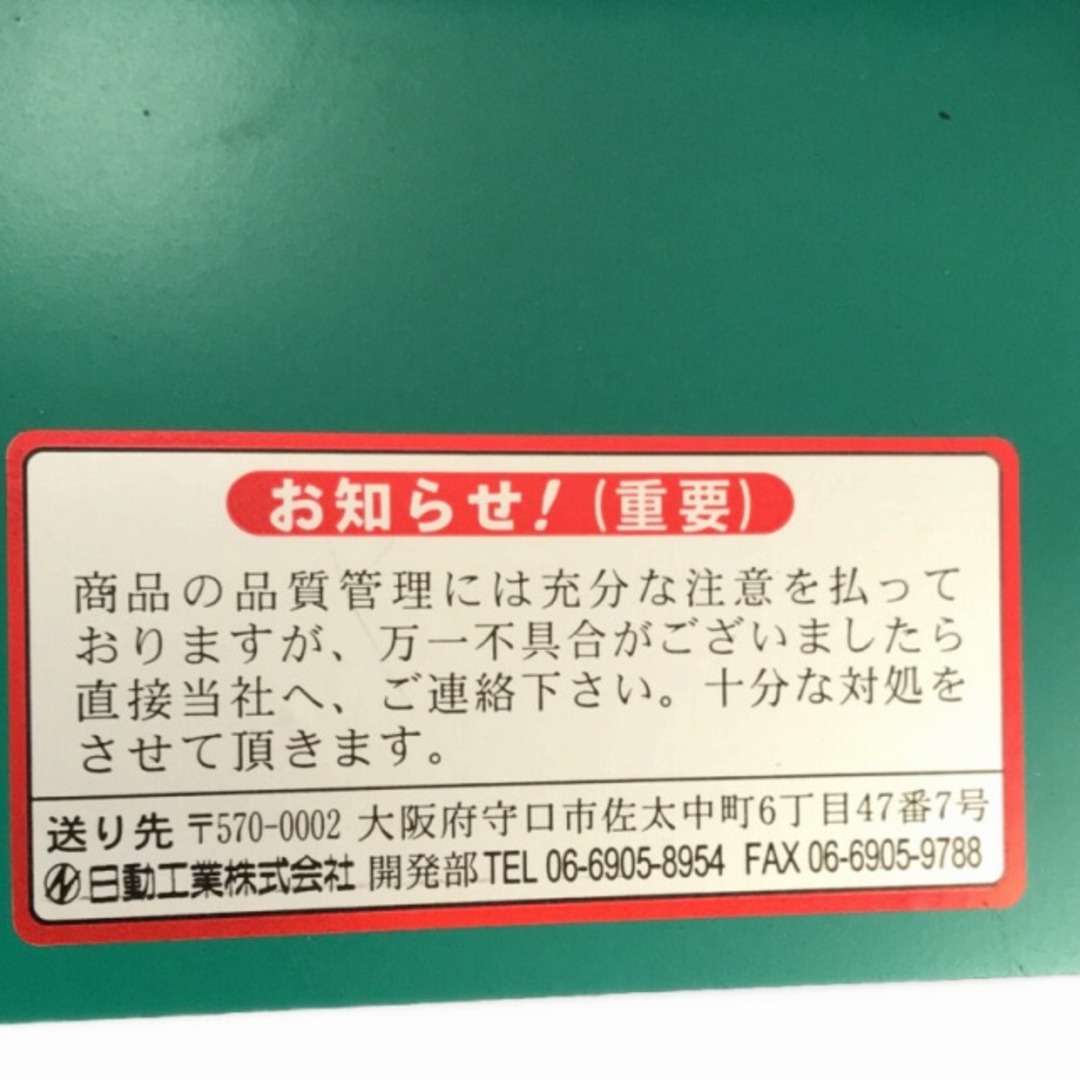 お知らせ!(重要)
商品の品質管理には充分な注意を払って
おりますが、万一不具合がございましたら
直接当社へ、ご連絡下さい。十分な対処を
させて頂きます。
送り先 〒570-0002 大阪府守口市佐太中町6丁目47番7号
日動工業株式会社 開発部 TEL 06-6905-8954 FAX 06-6905-9788